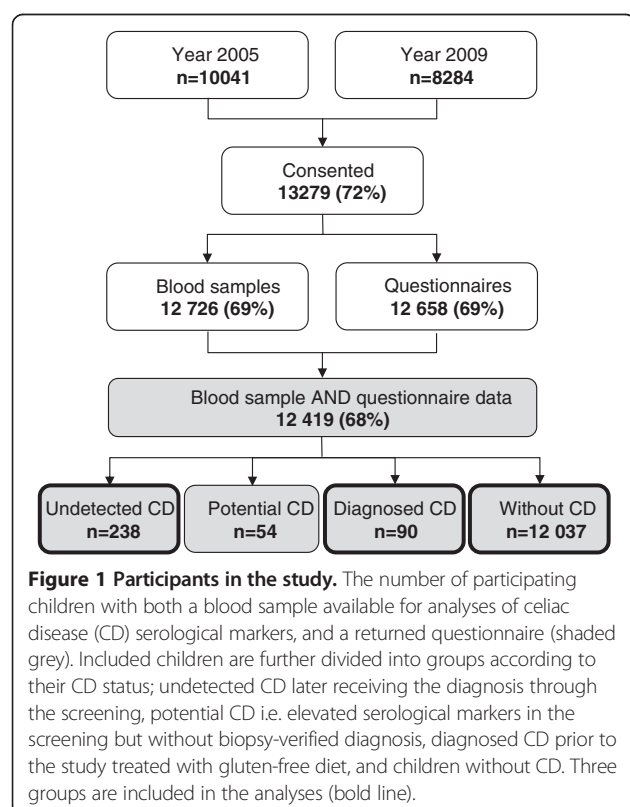 Year 2005
n=10041
Year 2009
n=8284
Consented
13279 (72%)
Blood samples
12 726 (69%)
Questionnaires
12 658 (69%)
Blood sample AND questionnaire data
12 419 (68%)
Undetected CD
n=238
Potential CD
n=54
Diagnosed CD
n=90
Without CD
n=12 037
Figure 1 Participants in the study. The number of participating
children with both a blood sample available for analyses of celiac
disease (CD) serological markers, and a returned questionnaire (shaded
grey). Included children are further divided into groups according to
their CD status; undetected CD later receiving the diagnosis through
the screening, potential CD i.e. elevated serological markers in the
screening but without biopsy-verified diagnosis, diagnosed CD prior to
the study treated with gluten-free diet, and children without CD. Three
groups are included in the analyses (bold line).